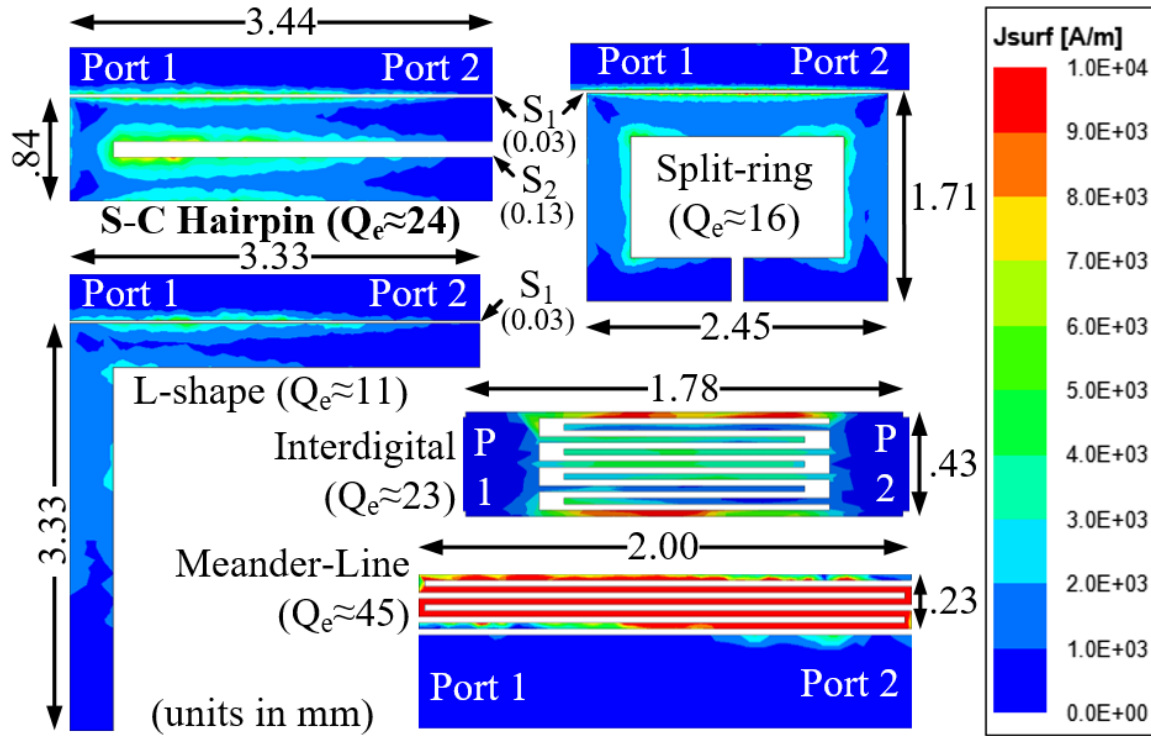 3.44
Port 1 Port 2
.84
S1
(0.03)
S2
(0.13)
S-C Hairpin (Qe≈24)
Port 1 Port 2
Split-ring
(Qe≈16)
1.71
2.45
3.33
Port 1 Port 2
S1
(0.03)
L-shape (Qe≈11)
3.33
1.78
Interdigital
(Qe≈23)
P
1
P
2
.43
Meander-Line
(Qe≈45)
2.00
.23
Port 1 Port 2
(units in mm)
Jsurf [A/m]
1.0E+04
9.0E+03
8.0E+03
7.0E+03
6.0E+03
5.0E+03
4.0E+03
3.0E+03
2.0E+03
1.0E+03
0.0E+00